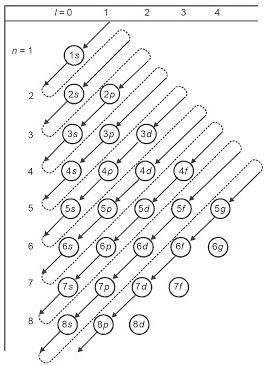 l = 0 1 2 3 4
n = 1 1s
2 2s 2p
3 3s 3p 3d
4 4s 4p 4d 4f
5 5s 5p 5d 5f 5g
6 6s 6p 6d 6f 6g
7 7s 7p 7d 7f
8 8s 8p 8d